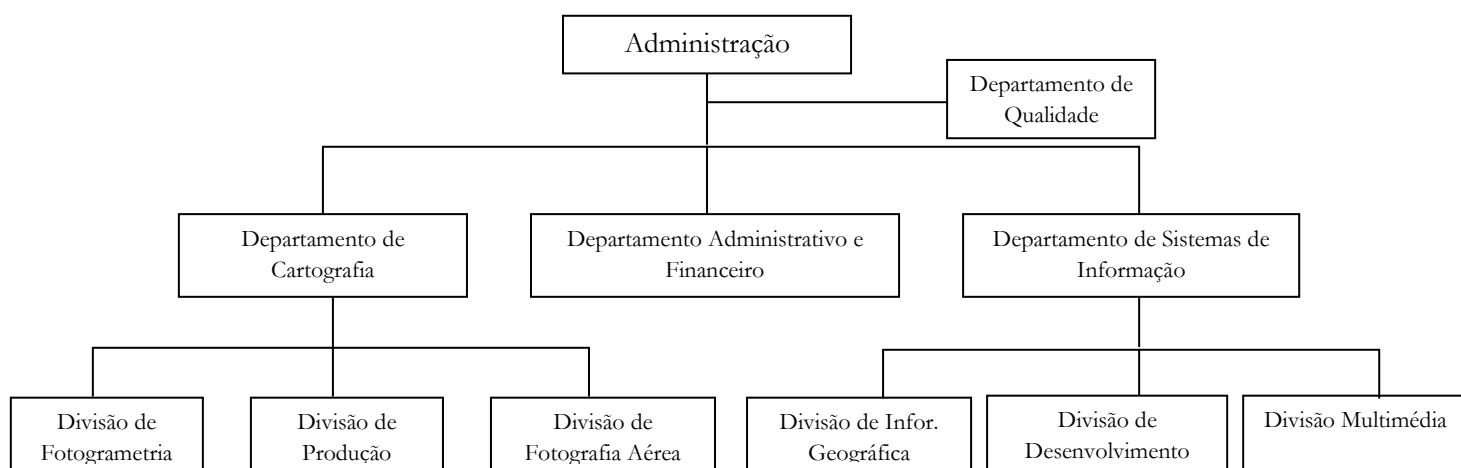 Administração
Departamento de
Qualidade
Departamento de
Cartografia
Departamento Administrativo e
Financeiro
Departamento de Sistemas de
Informação
Divisão de
Fotogrametria
Divisão de
Produção
Divisão de
Fotografia Aérea
Divisão de Infor.
Geográfica
Divisão de
Desenvolvimento
Divisão Multimédia